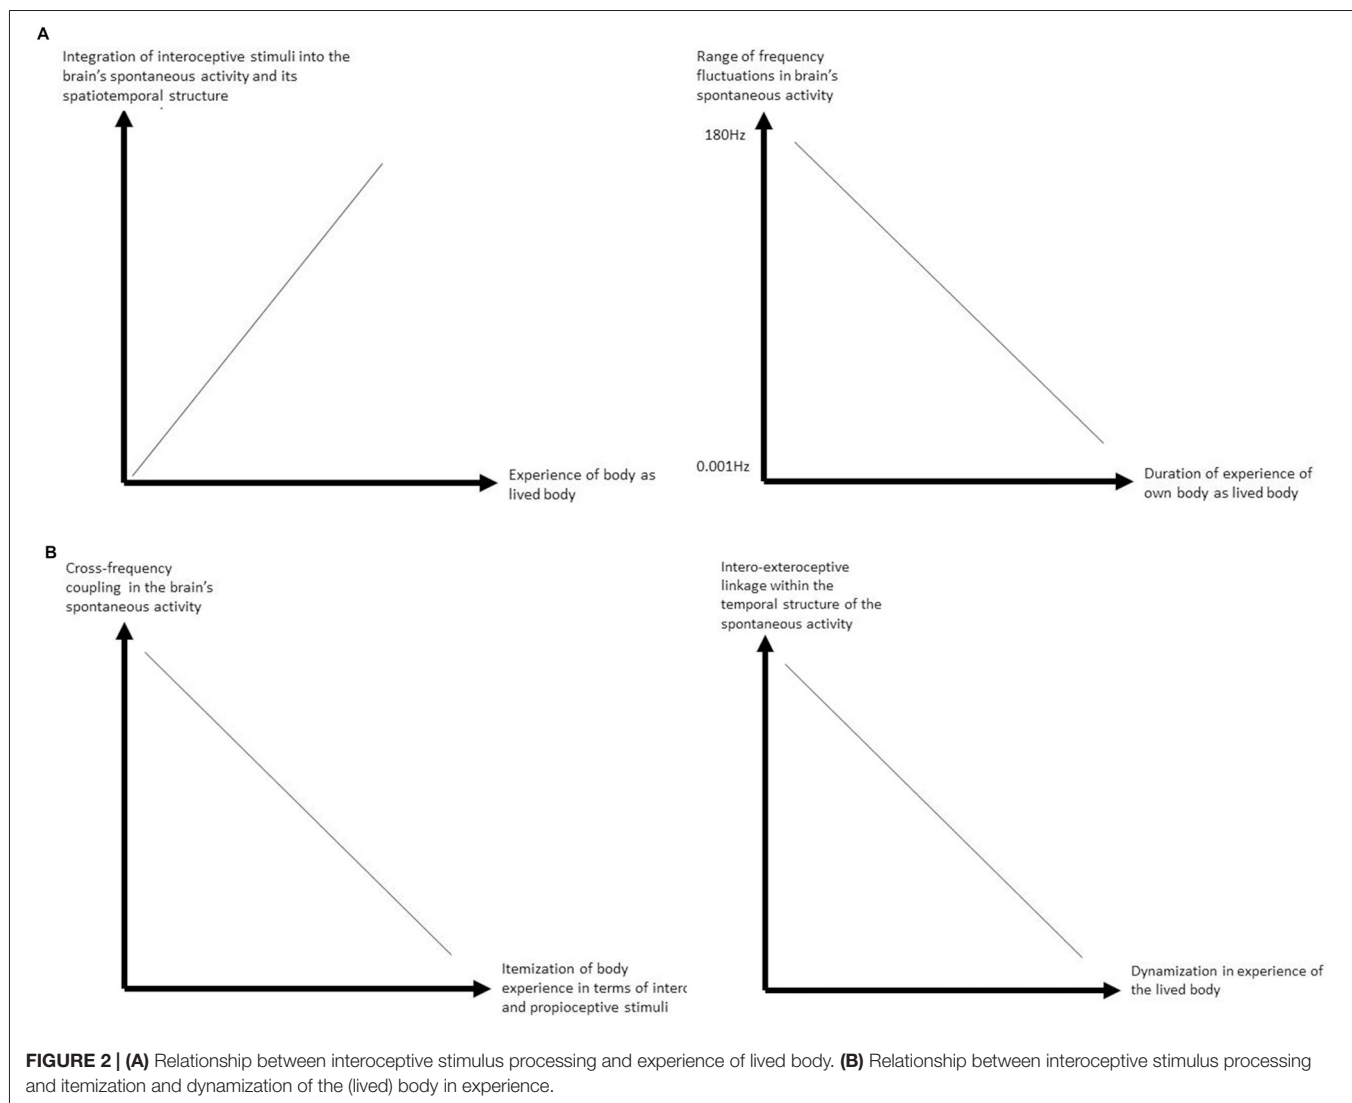 A
Integration of interoceptive stimuli into the
brain's spontaneous activity and its
spatiotemporal structure
Experience of body as
lived body
Range of frequency
fluctuations in brain's
spontaneous activity
180Hz
0.001Hz
Duration of experience of
own body as lived body
B
Cross-frequency
coupling in the brain's
spontaneous activity
Itemization of body
experience in terms of interc
and propioceptive stimuli
Intero-exteroceptive
linkage within the
temporal structure of the
spontaneous activity
Dynamization in experience of
the lived body
FIGURE 2 | (A) Relationship between interoceptive stimulus processing and experience of lived body. (B) Relationship between interoceptive stimulus processing
and itemization and dynamization of the (lived) body in experience.